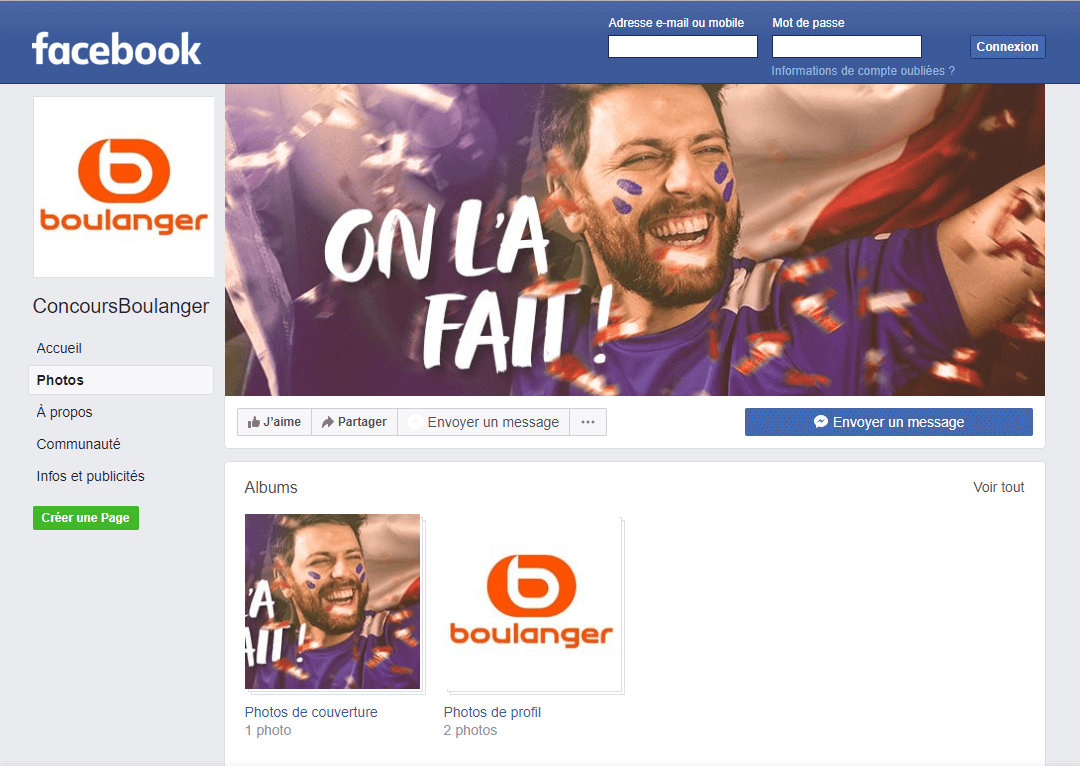 facebook
Adresse e-mail ou mobile
Mot de passe
Connexion
Informations de compte oubliées ?
b
boulanger
ConcoursBoulanger
Accueil
Photos
À propos
Communauté
Infos et publicités
Créer une Page
ON L'A
FAIT !
J’aime
Partager
Envoyer un message
Envoyer un message
Albums
Voir tout
L'A
AIT !
b
boulanger
Photos de couverture
1 photo
Photos de profil
2 photos